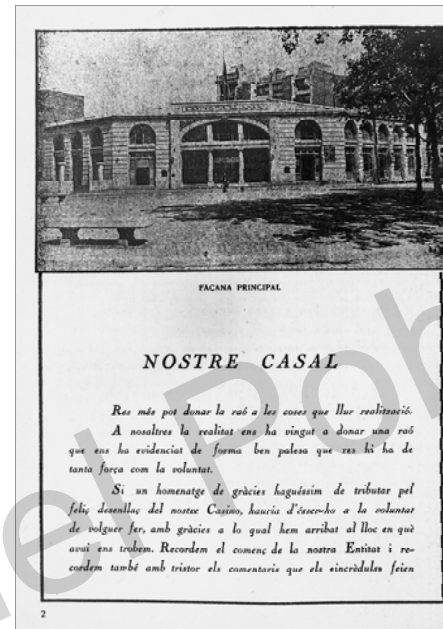 FAÇANA PRINCIPAL
NOSTRE CASAL
Res més pot donar la raó a les coses que llur realització.
A nosaltres la realitat ens ha vingut a donar una raó
que ens ha evidenciat de forma ben palesa que res hi ha de
tanta força com la voluntat.
Si un homenatge de gràcies haguéssim de tributar pel
feliç desenllaç del nostre Casino, hauria d'ésser-ho a la voluntat
de volguer fer, amb gràcies a lo qual hem arribat al lloc en què
avui ens trobem. Recordem el començ de la nostra Entitat i re-
cordem també amb tristor els comentaris que els eincrèduls feien
2
del Pob